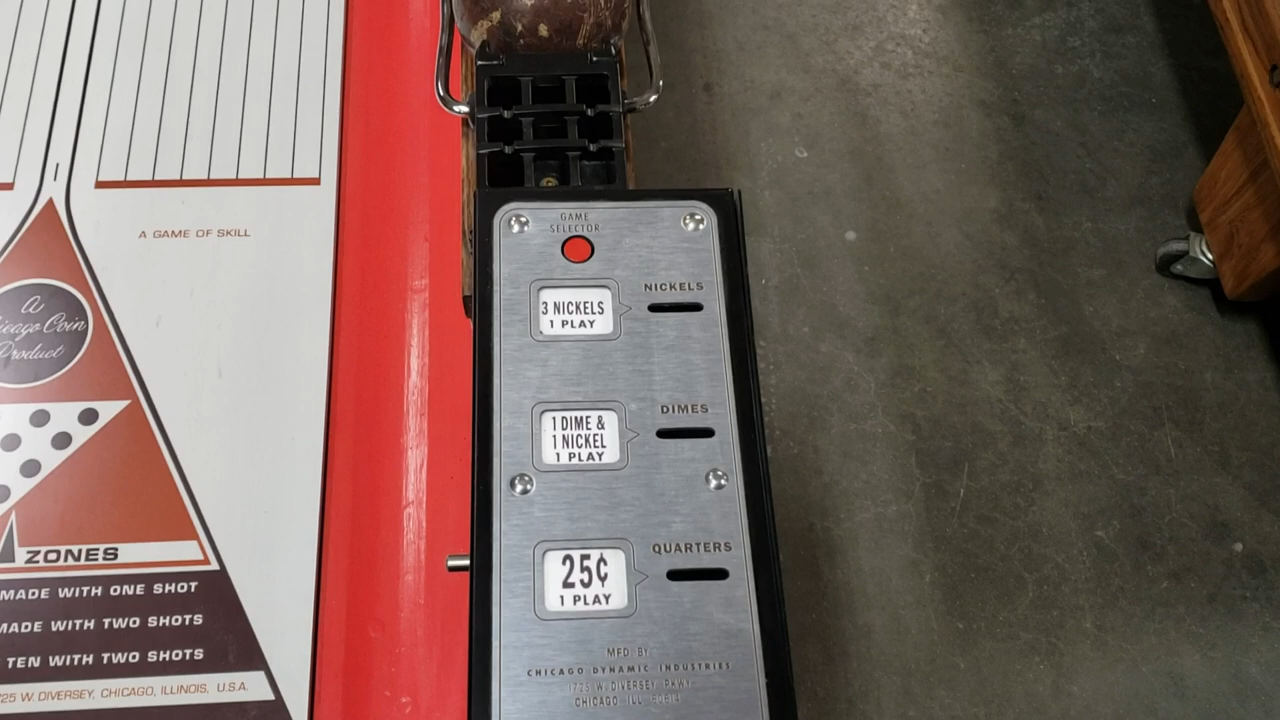 A GAME OF SKILL
A
Chicago Coin
Product
ZONES
MADE WITH ONE SHOT
MADE WITH TWO SHOTS
TEN WITH TWO SHOTS
W. DIVERSEY, CHICAGO, ILLINOIS, U.S.A.
GAME
SELECTOR
NICKELS
3 NICKELS
1 PLAY
DIMES
1 DIME &
1 NICKEL
1 PLAY
QUARTERS
25¢
1 PLAY
MFD BY
CHICAGO DYNAMIC INDUSTRIES
1725 W. DIVERSEY PKWY
CHICAGO ILL 60614